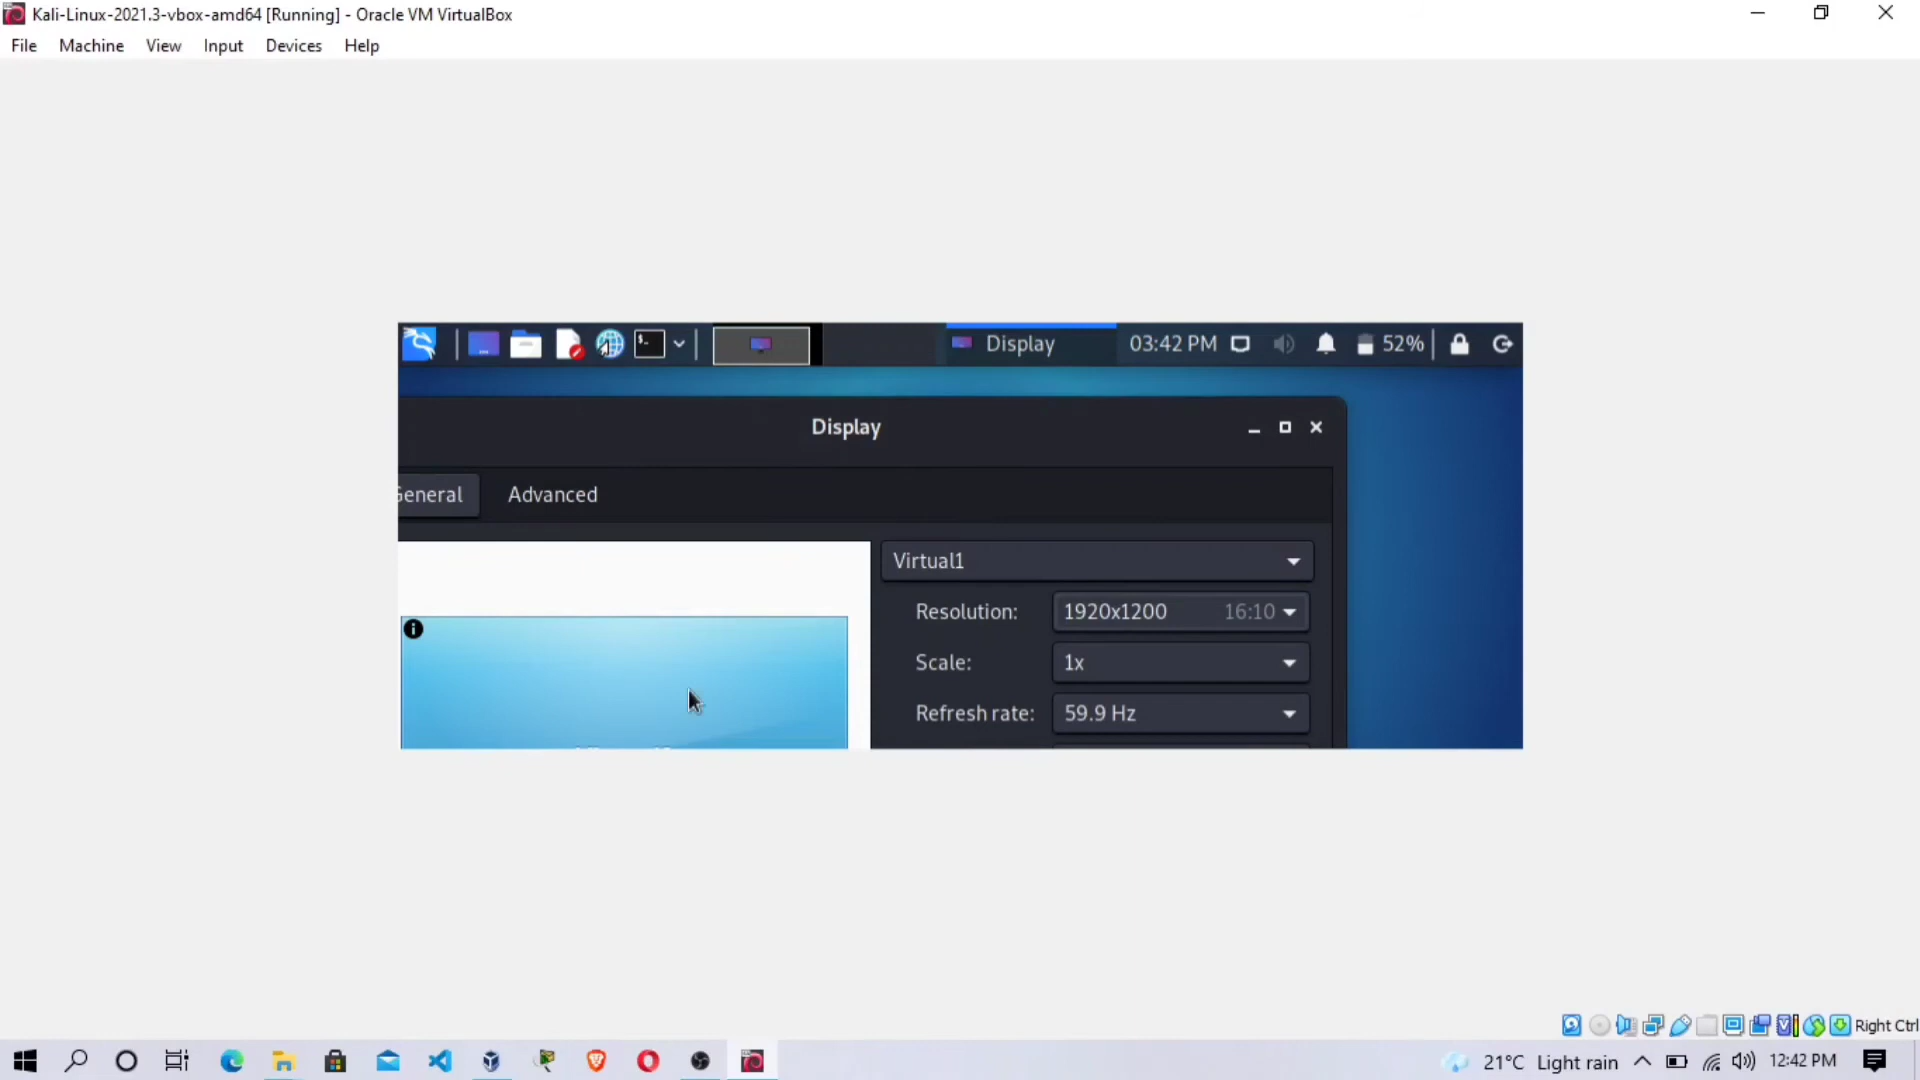 Kali-Linux-2021.3-vbox-amd64 [Running] - Oracle VM VirtualBox
File Machine View Input Devices Help
Display 03:42 PM 52%
Display
General Advanced
Virtual1
Resolution: 1920x1200 16:10
Scale: 1x
Refresh rate: 59.9 Hz
Right Ctrl
21°C Light rain 12:42 PM